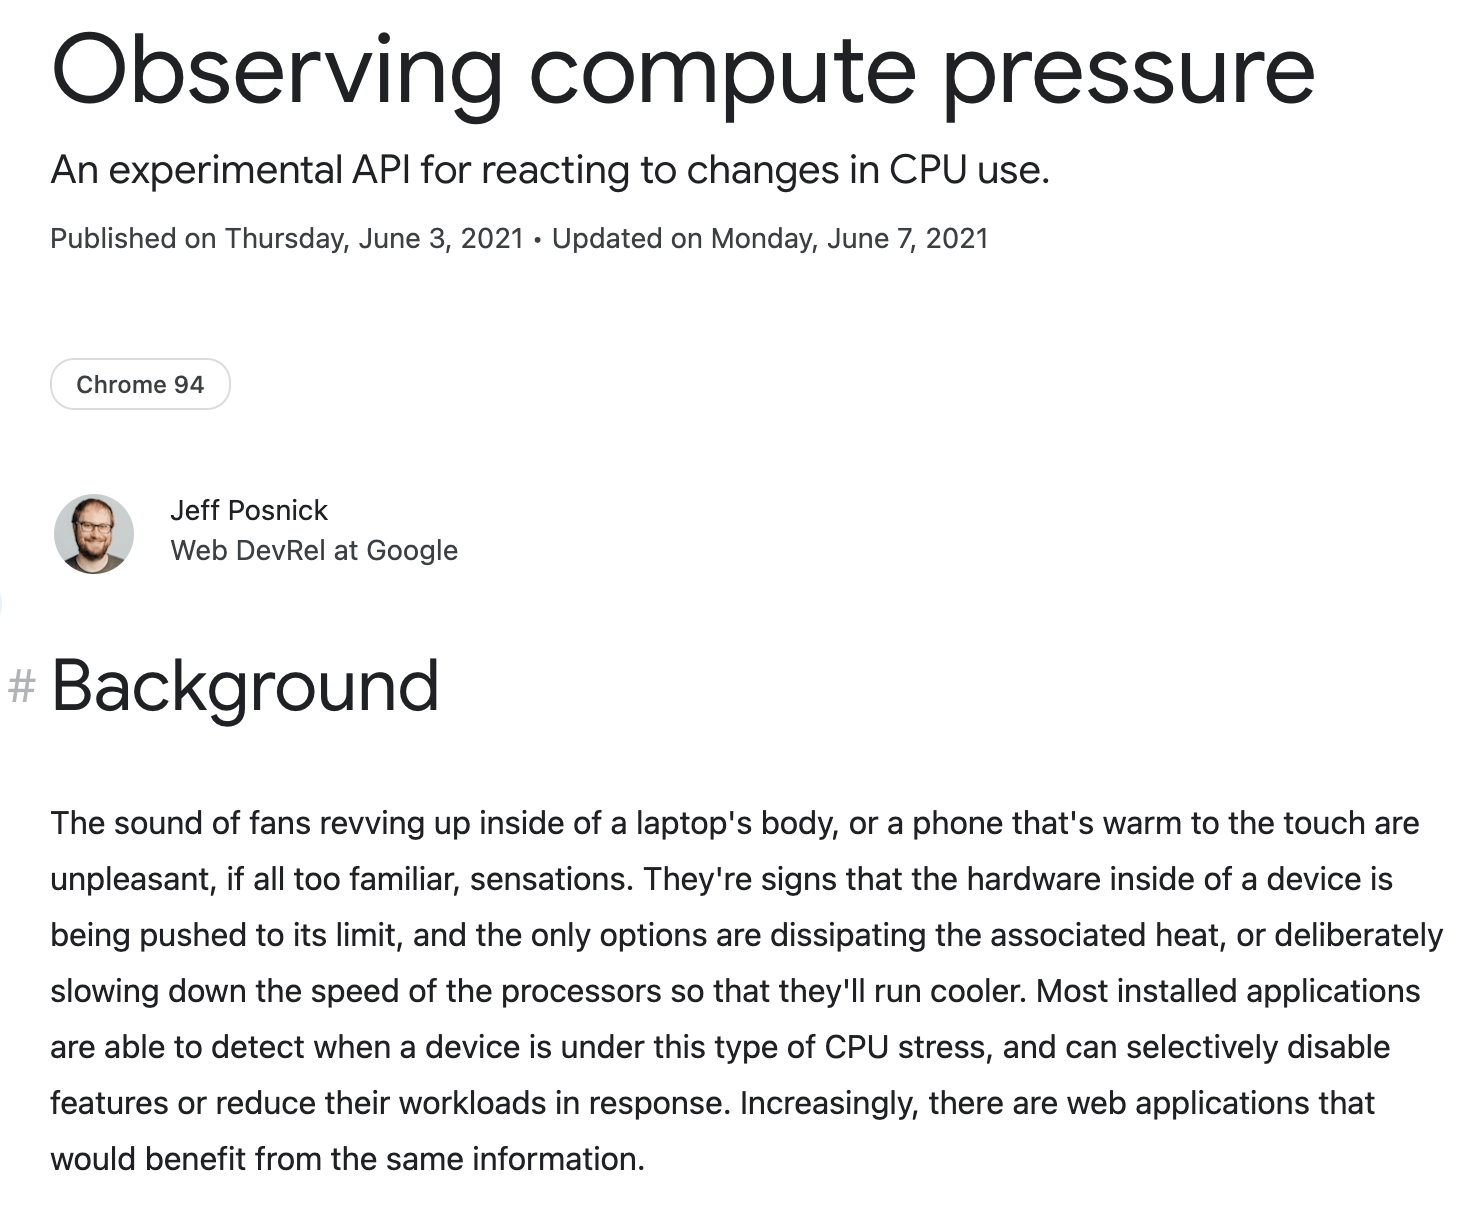 Observing compute pressure
An experimental API for reacting to changes in CPU use.
Published on Thursday, June 3, 2021 • Updated on Monday, June 7, 2021
Chrome 94
Jeff Posnick
Web DevRel at Google
# Background
The sound of fans revving up inside of a laptop's body, or a phone that's warm to the touch are
unpleasant, if all too familiar, sensations. They're signs that the hardware inside of a device is
being pushed to its limit, and the only options are dissipating the associated heat, or deliberately
slowing down the speed of the processors so that they'll run cooler. Most installed applications
are able to detect when a device is under this type of CPU stress, and can selectively disable
features or reduce their workloads in response. Increasingly, there are web applications that
would benefit from the same information.